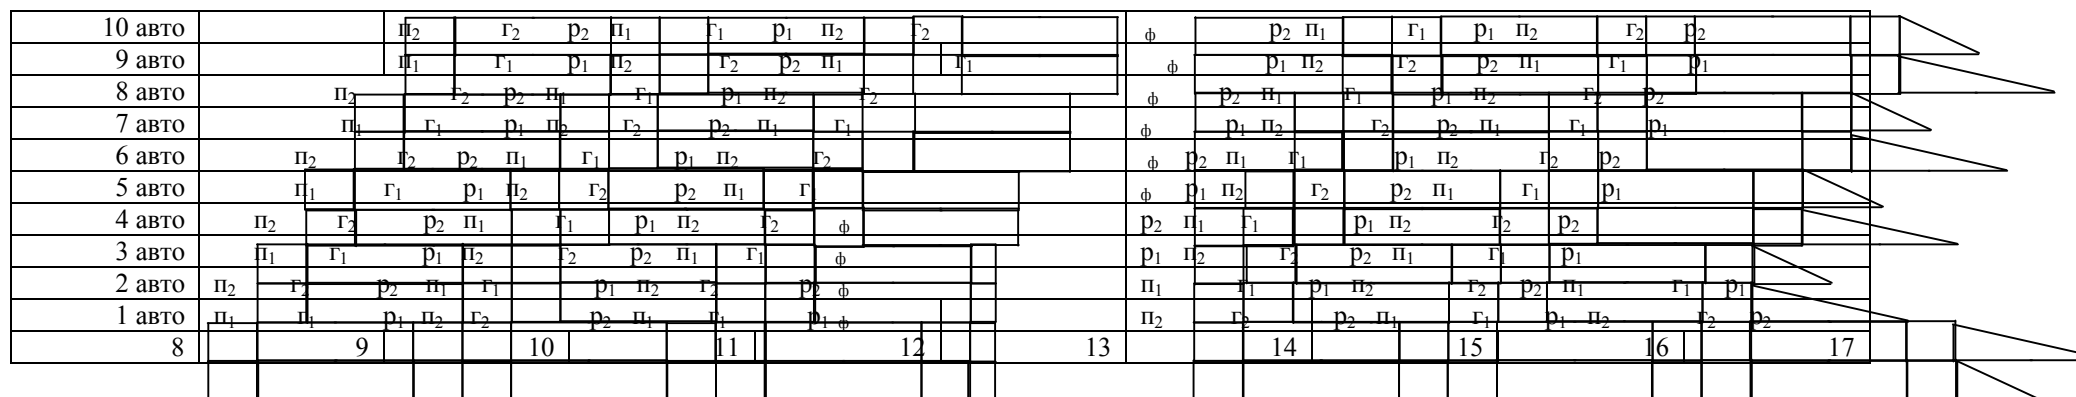 10 авто п₂ г₂ р₂ п₁ г₁ р₁ п₂ г₂ ф р₂ п₁ г₁ р₁ п₂ г₂ р₂
9 авто п₁ г₁ р₁ п₂ г₂ р₂ п₁ г₁ ф р₁ п₂ г₂ р₂ п₁ г₁ р₁
8 авто п₂ г₂ р₂ п₁ г₁ р₁ п₂ г₂ ф р₂ п₁ г₁ р₁ п₂ г₂ р₂
7 авто п₁ г₁ р₁ п₂ г₂ р₂ п₁ г₁ ф р₁ п₂ г₂ р₂ п₁ г₁ р₁
6 авто п₂ г₂ р₂ п₁ г₁ р₁ п₂ г₂ ф р₂ п₁ г₁ р₁ п₂ г₂ р₂
5 авто п₁ г₁ р₁ п₂ г₂ р₂ п₁ г₁ ф р₁ п₂ г₂ р₂ п₁ г₁ р₁
4 авто п₂ г₂ р₂ п₁ г₁ р₁ п₂ г₂ ф р₂ п₁ г₁ р₁ п₂ г₂ р₂
3 авто п₁ г₁ р₁ п₂ г₂ р₂ п₁ г₁ ф р₁ п₂ г₂ р₂ п₁ г₁ р₁
2 авто п₂ г₂ р₂ п₁ г₁ р₁ п₂ г₂ р₂ ф п₁ г₁ р₁ п₂ г₂ р₂ п₁ г₁ р₁
1 авто п₁ г₁ р₁ п₂ г₂ р₂ п₁ г₁ р₁ ф п₂ г₂ р₂ п₁ г₁ р₁ п₂ г₂ р₂
8 9 10 11 12 13 14 15 16 17